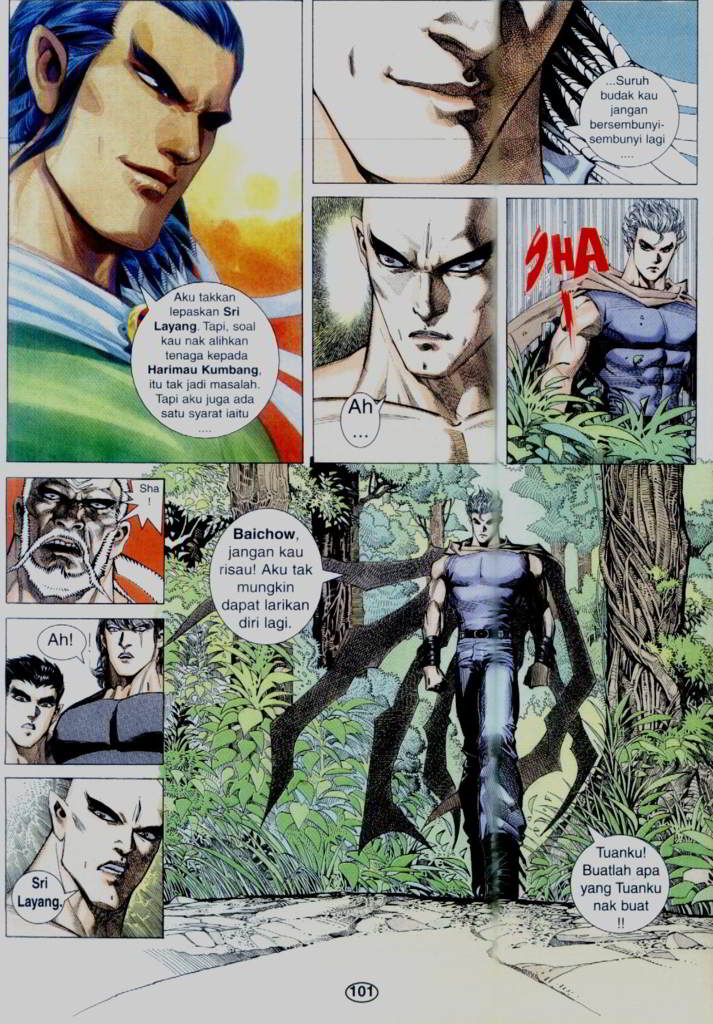 Aku takkan
lepaskan Sri
Layang. Tapi, soal
kau nak alihkan
tenaga kepada
Harimau Kumbang,
itu tak jadi masalah.
Tapi aku juga ada
satu syarat iaitu
....
...Suruh
budak kau
jangan
bersembunyi-
sembunyi lagi
....
Ah
...
SHA
!
Sha
!
Ah!
Sri
Layang.
Baichow,
jangan kau
risau! Aku tak
mungkin
dapat larikan
diri lagi.
Tuanku!
Buatlah apa
yang Tuanku
nak buat
!!
101